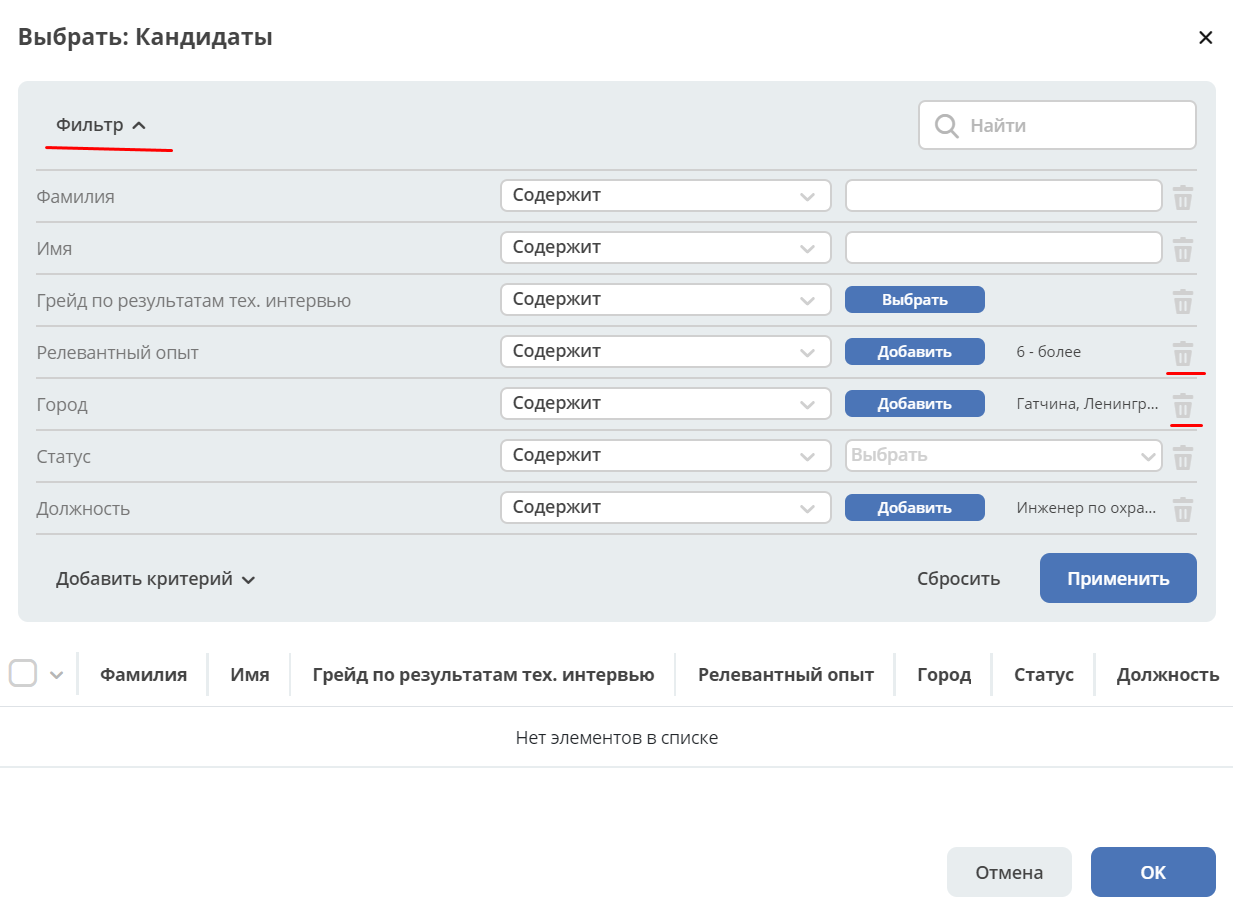 Выбрать: Кандидаты
Фильтр
Найти
Фамилия Содержит
Имя Содержит
Грейд по результатам тех. интервью Содержит Выбрать
Релевантный опыт Содержит Добавить 6 - более
Город Содержит Добавить Гатчина, Ленингр...
Статус Содержит Выбрать
Должность Содержит Добавить Инженер по охра...
Добавить критерий Сбросить Применить
Фамилия Имя Грейд по результатам тех. интервью Релевантный опыт Город Статус Должность
Нет элементов в списке
Отмена ОК